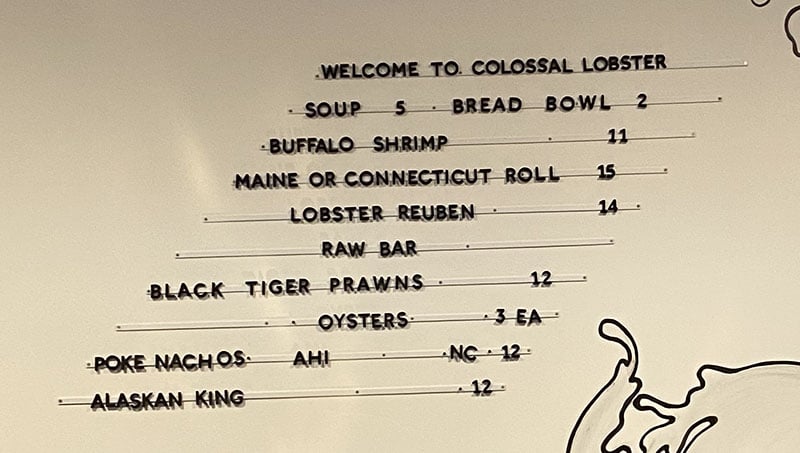 WELCOME TO COLOSSAL LOBSTER
SOUP 5 BREAD BOWL 2
BUFFALO SHRIMP 11
MAINE OR CONNECTICUT ROLL 15
LOBSTER REUBEN 14
RAW BAR
BLACK TIGER PRAWNS 12
OYSTERS 3 EA
POKE NACHOS AHI NC 12
ALASKAN KING 12